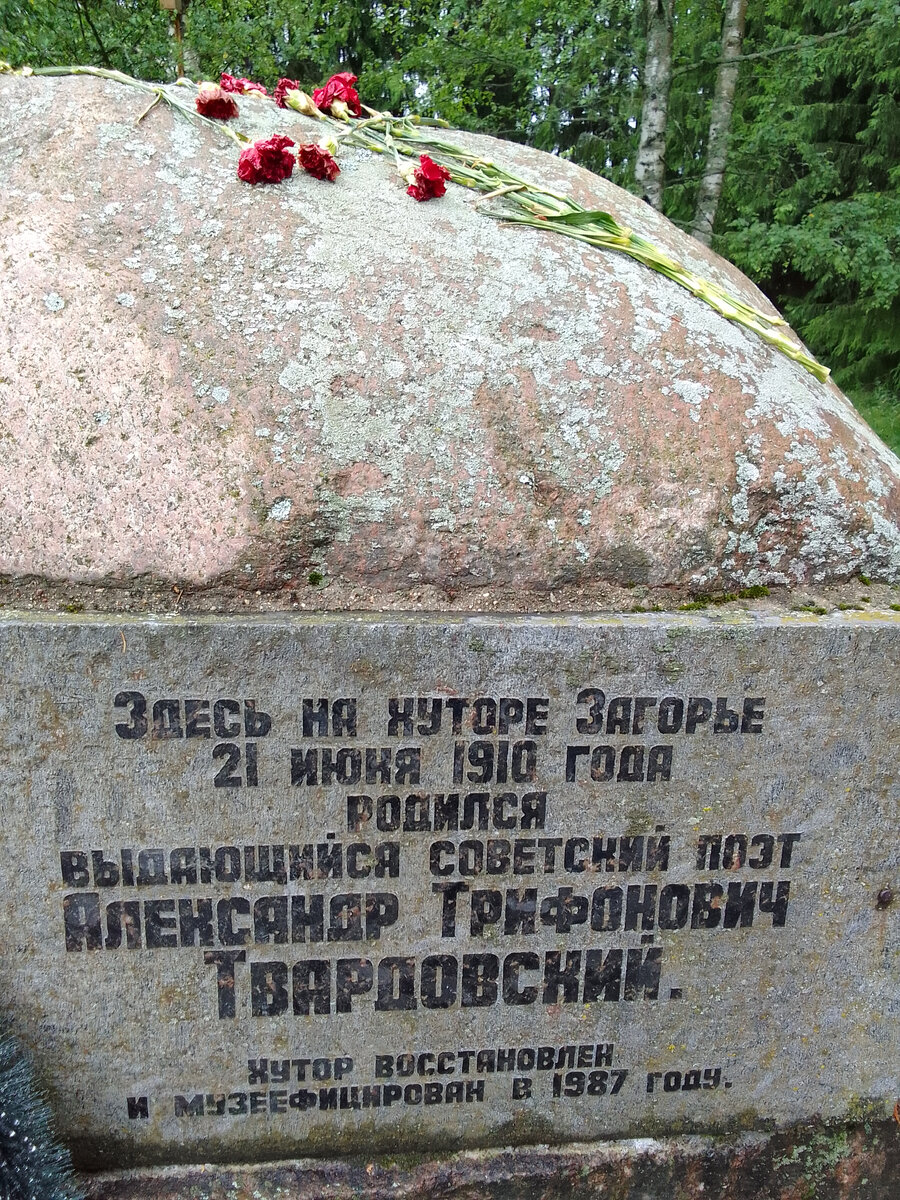 Здесь на хуторе Загорье
21 июня 1910 года
родился
выдающийся советский поэт
Александр Трифонович
Твардовский.
Хутор восстановлен
и музеефицирован в 1987 году.